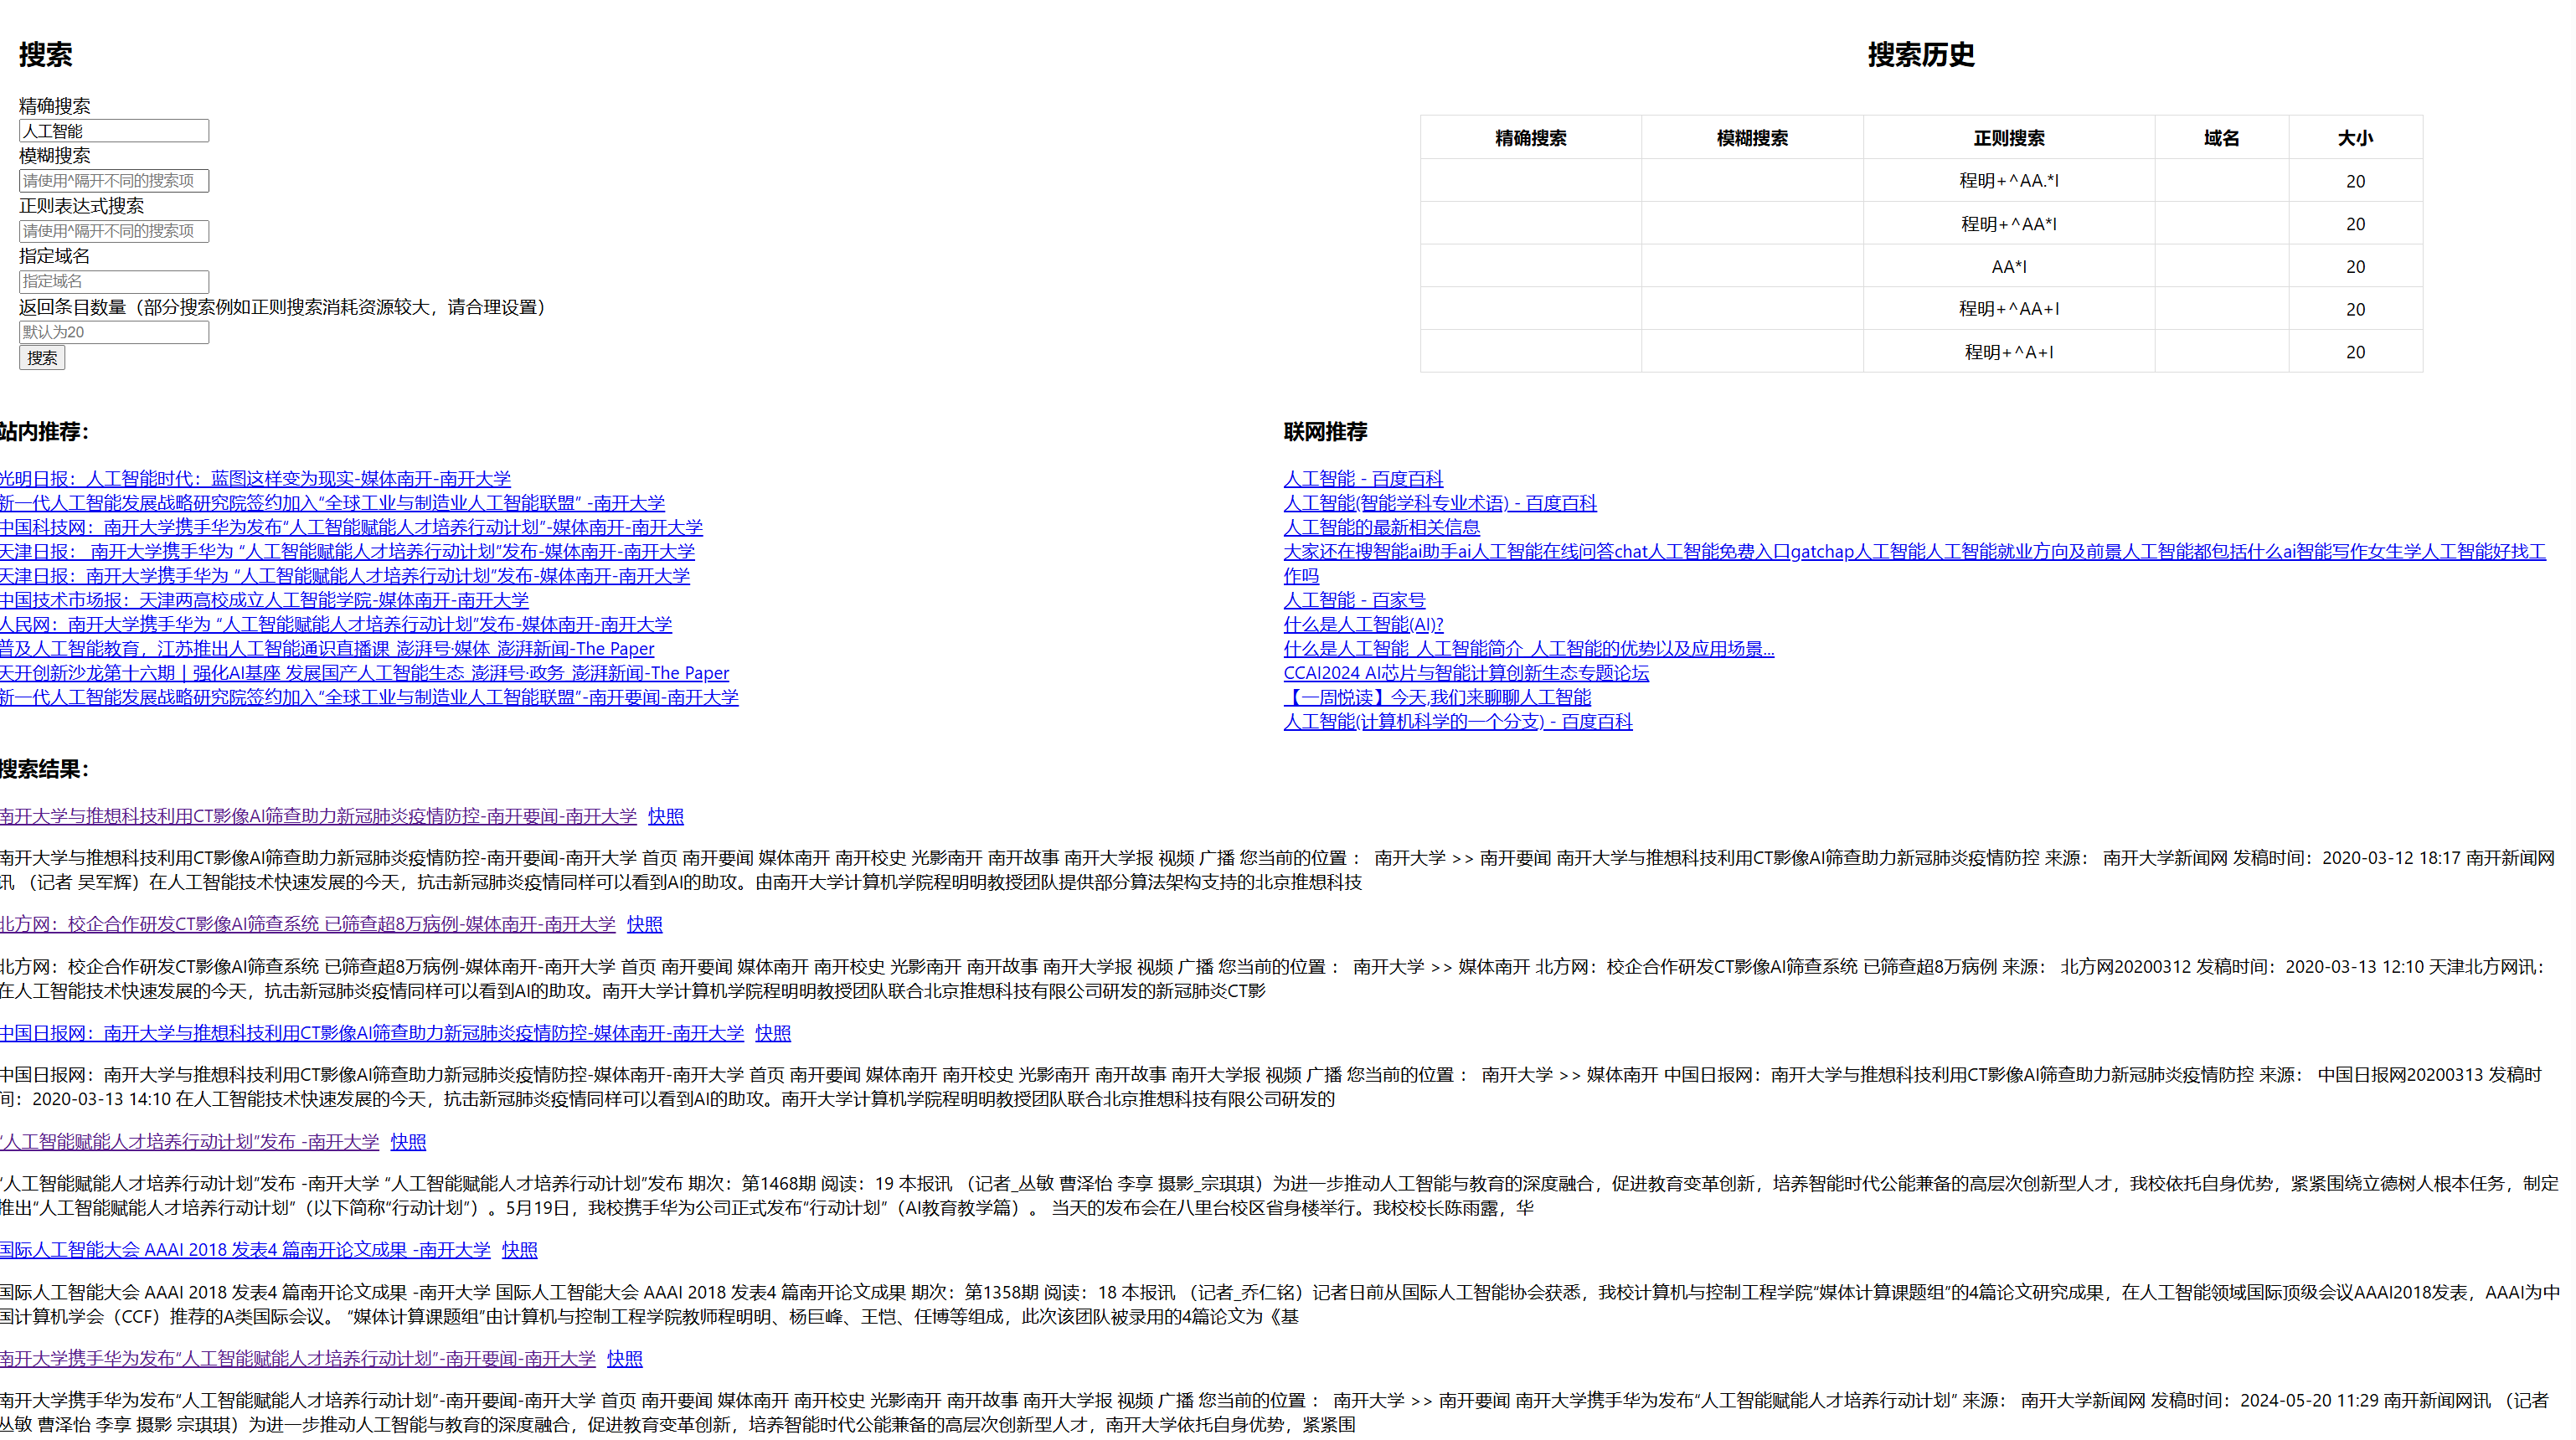 搜索
精确搜索
人工智能
模糊搜索
请使用^隔开不同的搜索项
正则表达式搜索
请使用^隔开不同的搜索项
指定域名
指定域名
返回条目数量（部分搜索例如正则搜索消耗资源较大，请合理设置）
默认为20
搜索
搜索历史
精确搜索 模糊搜索 正则搜索 域名 大小
程明+^AA.*I 20
程明+^AA*I 20
AA*I 20
程明+^AA+I 20
程明+^A+I 20
站内推荐：
光明日报：人工智能时代：蓝图这样变为现实-媒体南开-南开大学
新一代人工智能发展战略研究院签约加入“全球工业与制造业人工智能联盟” -南开大学
中国科技网：南开大学携手华为发布“人工智能赋能人才培养行动计划”-媒体南开-南开大学
天津日报： 南开大学携手华为 “人工智能赋能人才培养行动计划”发布-媒体南开-南开大学
天津日报：南开大学携手华为 “人工智能赋能人才培养行动计划”发布-媒体南开-南开大学
中国技术市场报：天津两高校成立人工智能学院-媒体南开-南开大学
人民网：南开大学携手华为 “人工智能赋能人才培养行动计划”发布-媒体南开-南开大学
普及人工智能教育，江苏推出人工智能通识直播课_澎湃号·媒体_澎湃新闻-The Paper
天开创新沙龙第十六期 | 强化AI基座 发展国产人工智能生态_澎湃号·政务_澎湃新闻-The Paper
新一代人工智能发展战略研究院签约加入“全球工业与制造业人工智能联盟”-南开要闻-南开大学
联网推荐
人工智能 - 百度百科
人工智能(智能学科专业术语) - 百度百科
人工智能的最新相关信息
大家还在搜智能ai助手ai人工智能在线问答chat人工智能免费入口gatchap人工智能人工智能就业方向及前景人工智能都包括什么ai智能写作女生学人工智能好找工
作吗
人工智能 - 百家号
什么是人工智能(AI)?
什么是人工智能_人工智能简介_人工智能的优势以及应用场景...
CCAI2024 AI芯片与智能计算创新生态专题论坛
【一周悦读】今天,我们来聊聊人工智能
人工智能(计算机科学的一个分支) - 百度百科
搜索结果：
南开大学与推想科技利用CT影像AI筛查助力新冠肺炎疫情防控-南开要闻-南开大学 快照
南开大学与推想科技利用CT影像AI筛查助力新冠肺炎疫情防控-南开要闻-南开大学 首页 南开要闻 媒体南开 南开校史 光影南开 南开故事 南开大学报 视频 广播 您当前的位置 ： 南开大学 >> 南开要闻 南开大学与推想科技利用CT影像AI筛查助力新冠肺炎疫情防控 来源： 南开大学新闻网 发稿时间：2020-03-12 18:17 南开新闻网
讯 （记者 吴军辉）在人工智能技术快速发展的今天，抗击新冠肺炎疫情同样可以看到AI的助攻。由南开大学计算机学院程明明教授团队提供部分算法架构支持的北京推想科技
北方网：校企合作研发CT影像AI筛查系统 已筛查超8万病例-媒体南开-南开大学 快照
北方网：校企合作研发CT影像AI筛查系统 已筛查超8万病例-媒体南开-南开大学 首页 南开要闻 媒体南开 南开校史 光影南开 南开故事 南开大学报 视频 广播 您当前的位置 ： 南开大学 >> 媒体南开 北方网：校企合作研发CT影像AI筛查系统 已筛查超8万病例 来源： 北方网20200312 发稿时间：2020-03-13 12:10 天津北方网讯：
在人工智能技术快速发展的今天，抗击新冠肺炎疫情同样可以看到AI的助攻。南开大学计算机学院程明明教授团队联合北京推想科技有限公司研发的新冠肺炎CT影
中国日报网：南开大学与推想科技利用CT影像AI筛查助力新冠肺炎疫情防控-媒体南开-南开大学 快照
中国日报网：南开大学与推想科技利用CT影像AI筛查助力新冠肺炎疫情防控-媒体南开-南开大学 首页 南开要闻 媒体南开 南开校史 光影南开 南开故事 南开大学报 视频 广播 您当前的位置 ： 南开大学 >> 媒体南开 中国日报网：南开大学与推想科技利用CT影像AI筛查助力新冠肺炎疫情防控 来源： 中国日报网20200313 发稿时
间：2020-03-13 14:10 在人工智能技术快速发展的今天，抗击新冠肺炎疫情同样可以看到AI的助攻。南开大学计算机学院程明明教授团队联合北京推想科技有限公司研发的
“人工智能赋能人才培养行动计划”发布 -南开大学 快照
“人工智能赋能人才培养行动计划”发布 -南开大学 “人工智能赋能人才培养行动计划”发布 期次：第1468期 阅读：19 本报讯 （记者_丛敏 曹泽怡 李享 摄影_宗琪琪）为进一步推动人工智能与教育的深度融合，促进教育变革创新，培养智能时代公能兼备的高层次创新型人才，我校依托自身优势，紧紧围绕立德树人根本任务，制定
推出“人工智能赋能人才培养行动计划”（以下简称“行动计划”）。5月19日，我校携手华为公司正式发布“行动计划”（AI教育教学篇）。 当天的发布会在八里台校区省身楼举行。我校校长陈雨露，华
国际人工智能大会 AAAI 2018 发表4 篇南开论文成果 -南开大学 快照
国际人工智能大会 AAAI 2018 发表4 篇南开论文成果 -南开大学 国际人工智能大会 AAAI 2018 发表4 篇南开论文成果 期次：第1358期 阅读：18 本报讯 （记者_乔仁铭）记者日前从国际人工智能协会获悉，我校计算机与控制工程学院“媒体计算课题组”的4篇论文研究成果，在人工智能领域国际顶级会议AAAI2018发表，AAAI为中
国计算机学会（CCF）推荐的A类国际会议。 “媒体计算课题组”由计算机与控制工程学院教师程明明、杨巨峰、王恺、任博等组成，此次该团队被录用的4篇论文为《基
南开大学携手华为发布“人工智能赋能人才培养行动计划”-南开要闻-南开大学 快照
南开大学携手华为发布“人工智能赋能人才培养行动计划”-南开要闻-南开大学 首页 南开要闻 媒体南开 南开校史 光影南开 南开故事 南开大学报 视频 广播 您当前的位置 ： 南开大学 >> 南开要闻 南开大学携手华为发布“人工智能赋能人才培养行动计划” 来源： 南开大学新闻网 发稿时间：2024-05-20 11:29 南开新闻网讯 （记者
丛敏 曹泽怡 李享 摄影 宗琪琪）为进一步推动人工智能与教育的深度融合，促进教育变革创新，培养智能时代公能兼备的高层次创新型人才，南开大学依托自身优势，紧紧围